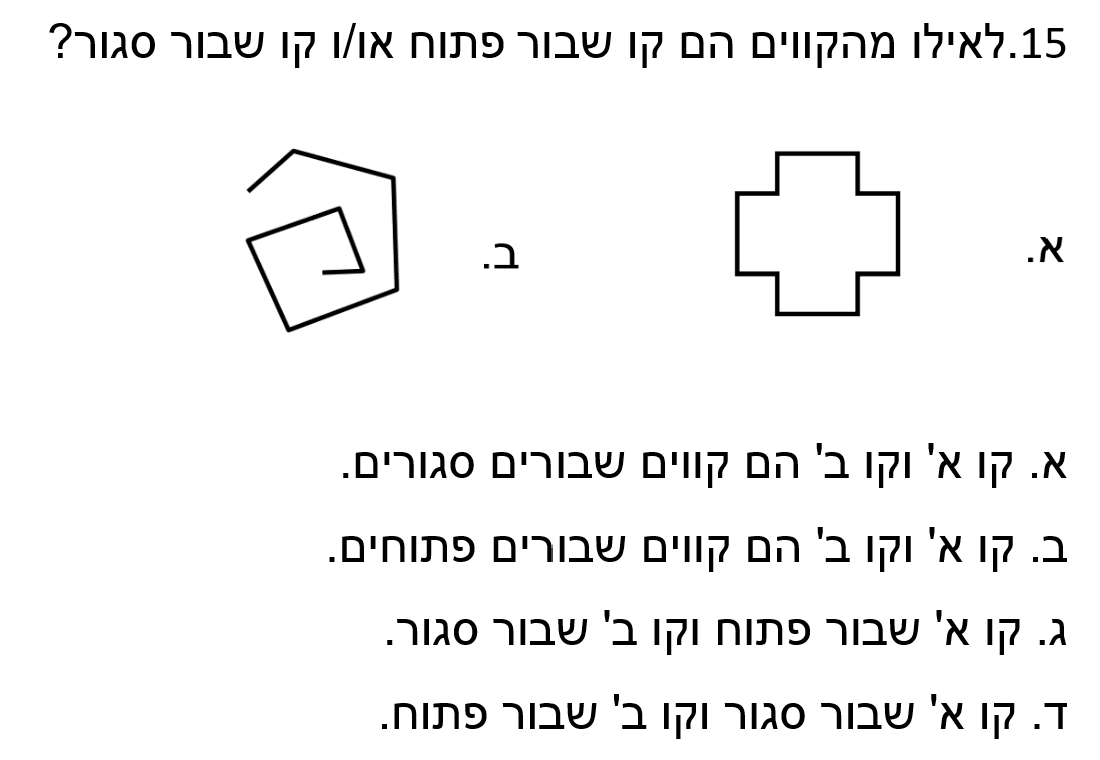 15.לאילו מהקווים הם קו שבור פתוח או/ו קו שבור סגור?
א.
ב.
א. קו א' וקו ב' הם קווים שבורים סגורים.
ב. קו א' וקו ב' הם קווים שבורים פתוחים.
ג. קו א' שבור פתוח וקו ב' שבור סגור.
ד. קו א' שבור סגור וקו ב' שבור פתוח.